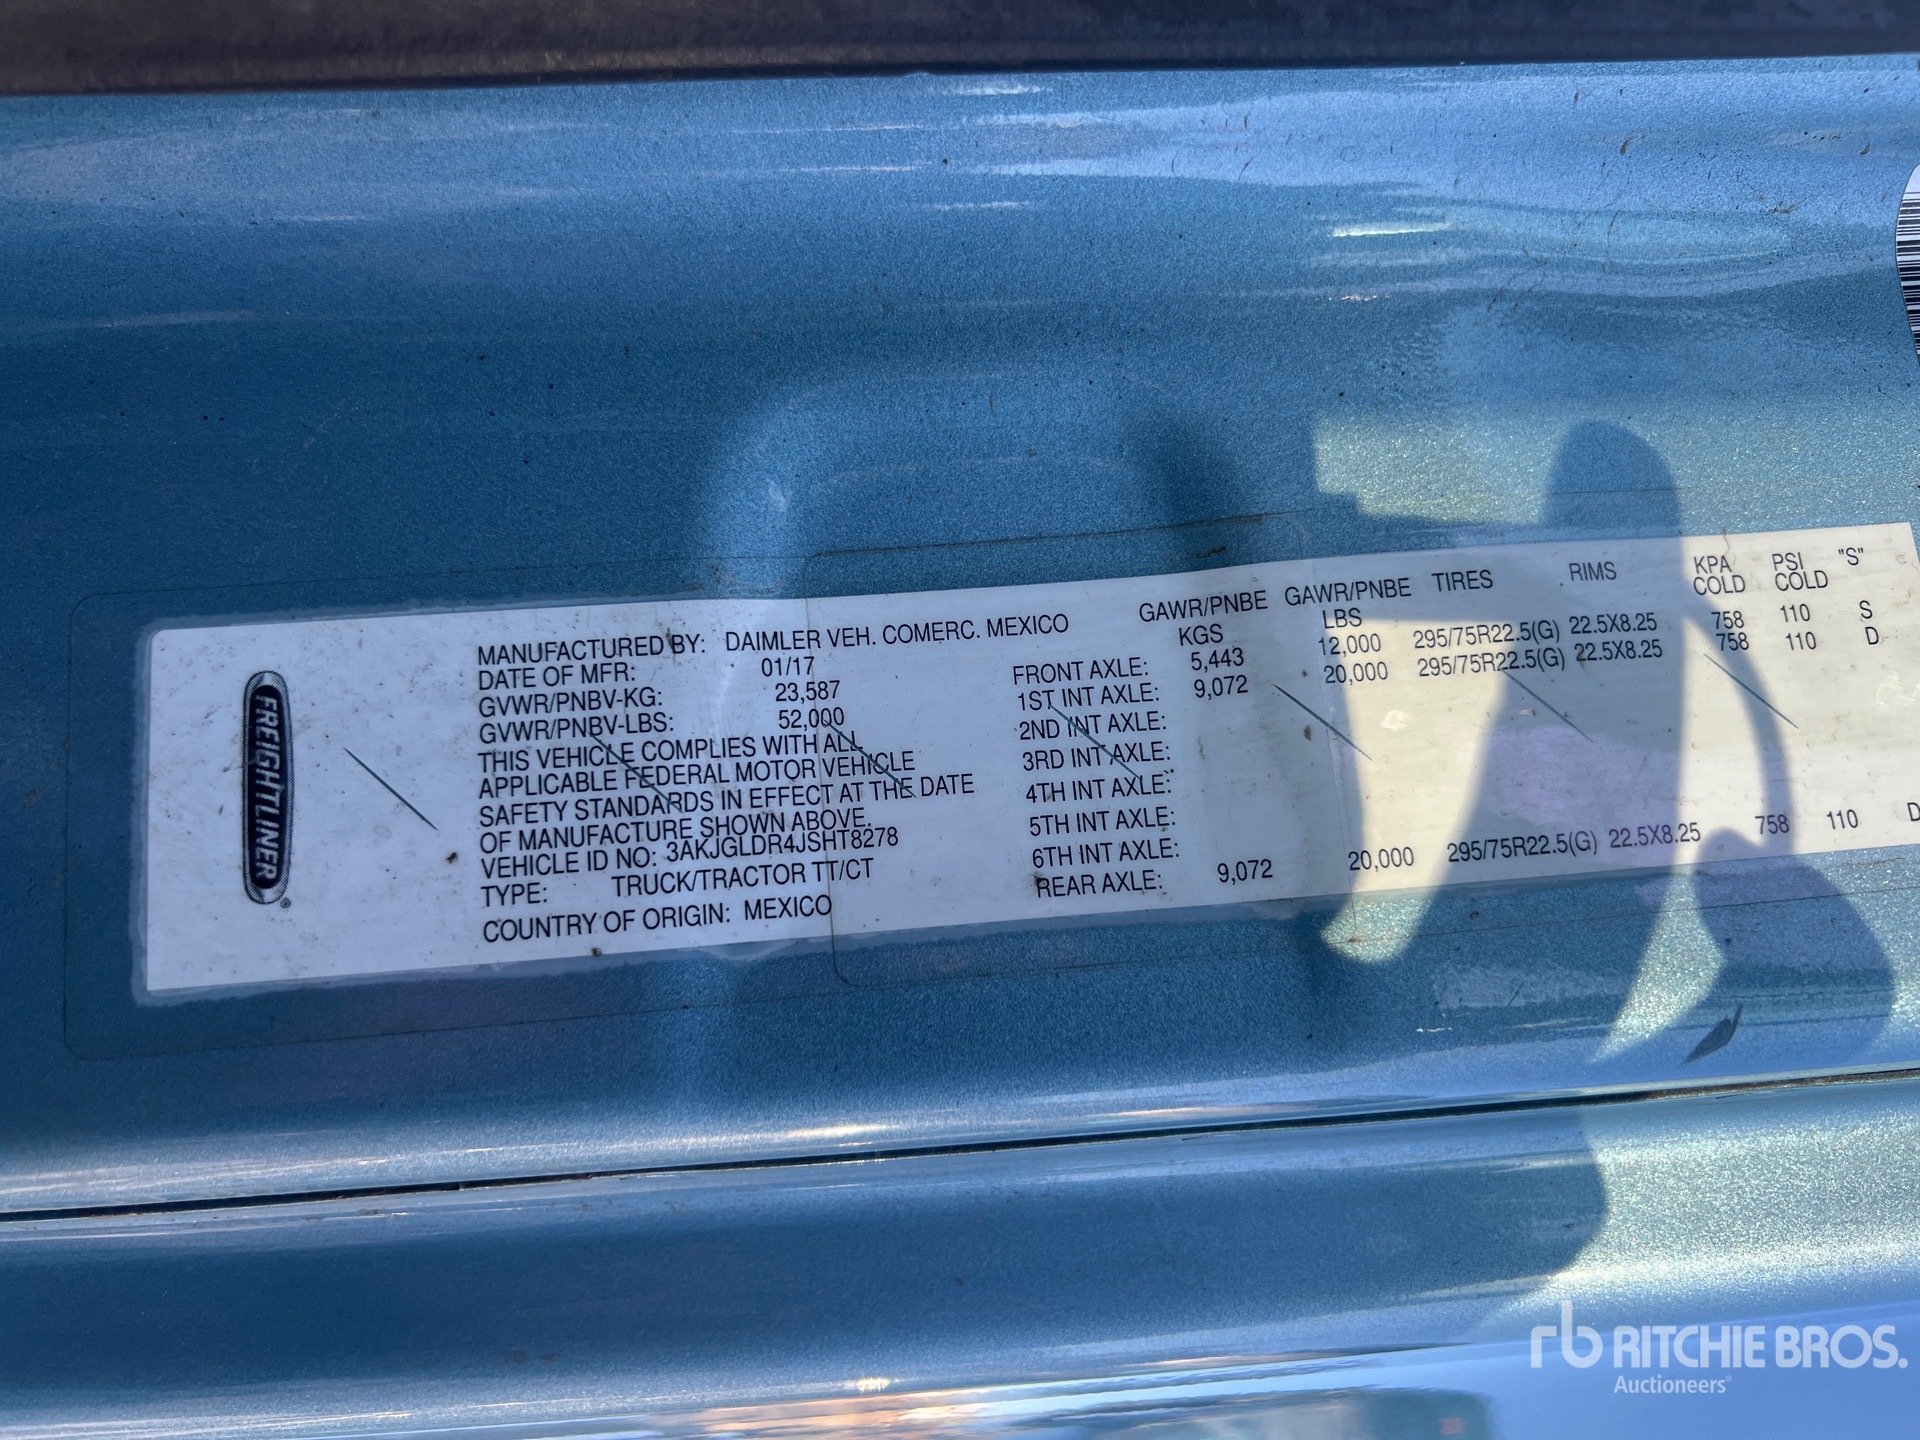 FREIGHTLINER®
MANUFACTURED BY: DAIMLER VEH. COMERC. MEXICO
DATE OF MFR: 01/17
GVWR/PNBV-KG: 23,587
GVWR/PNBV-LBS: 52,000
THIS VEHICLE COMPLIES WITH ALL
APPLICABLE FEDERAL MOTOR VEHICLE
SAFETY STANDARDS IN EFFECT AT THE DATE
OF MANUFACTURE SHOWN ABOVE.
VEHICLE ID NO: 3AKJGLDR4JSHT8278
TYPE: TRUCK/TRACTOR TT/CT
COUNTRY OF ORIGIN: MEXICO
GAWR/PNBE GAWR/PNBE TIRES RIMS KPA PSI "S"
KGS LBS COLD COLD
FRONT AXLE: 5,443 12,000 295/75R22.5(G) 22.5X8.25 758 110 S
1ST INT AXLE: 9,072 20,000 295/75R22.5(G) 22.5X8.25 758 110 D
2ND INT AXLE:
3RD INT AXLE:
4TH INT AXLE:
5TH INT AXLE:
6TH INT AXLE:
REAR AXLE: 9,072 20,000 295/75R22.5(G) 22.5X8.25 758 110 D
rb RITCHIE BROS.
Auctioneers®